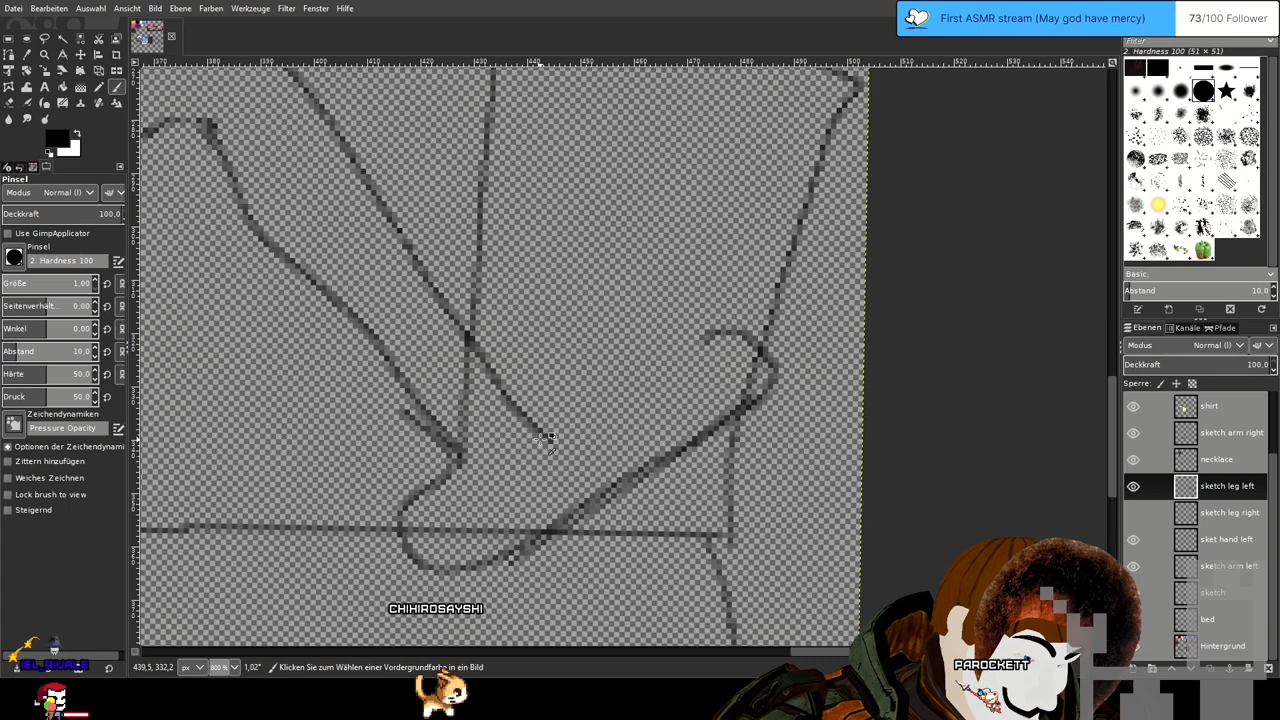 Datei Bearbeiten Auswahl Ansicht Bild Ebene Farben Werkzeuge Filter Fenster Hilfe
First ASMR stream (May god have mercy) 73/100 Follower
Filter
2. Hardness 100 (51 × 51)
Pinsel
Modus Normal (l)
Deckkraft 100,0
Use GimpApplicator
Pinsel
2. Hardness 100
Größe 1,00
Seitenverhält... 0,00
Winkel 0,00
Abstand 10,0
Härte 50,0
Druck 50,0
Zeichendynamiken
Pressure Opacity
Optionen der Zeichendynami
Zittern hinzufügen
Weiches Zeichnen
Lock brush to view
Steigernd
Basic,
Abstand 10,0
Ebenen Kanäle Pfade
Modus Normal (l)
Deckkraft 100,0
Sperre:
shirt
sketch arm right
necklace
sketch leg left
sketch leg right
sket hand left
sketch arm left
sketch
bed
Hintergrund
CHIHIROSAYSHI
PAROCKETT
439,5, 332,2 px 800 % 1,02" Klicken Sie zum Wählen einer Vordergrundfarbe in ein Bild